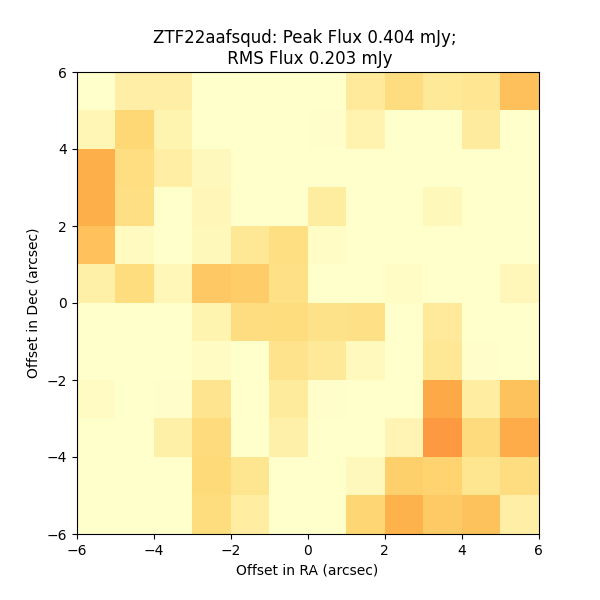 ZTF22aafsqud: Peak Flux 0.404 mJy;
RMS Flux 0.203 mJy
6
4
2
0
−2
−4
−6
Offset in Dec (arcsec)
−6 −4 −2 0 2 4 6
Offset in RA (arcsec)